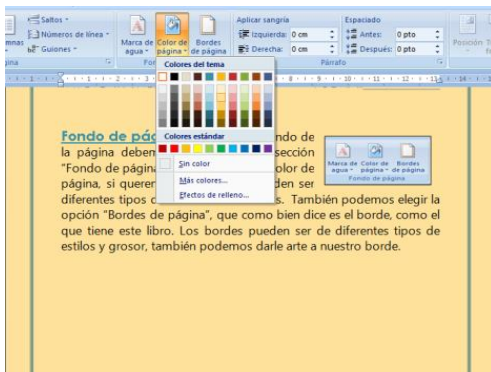 Saltos
Números de línea
Guiones
Marca de agua
Color de página
Bordes de página
Aplicar sangría
Izquierda: 0 cm
Derecha: 0 cm
Espaciado
Antes: 0 pto
Después: 0 pto
Posición
Párrafo
Colores del tema
Colores estándar
Sin color
Más colores...
Efectos de relleno...
Marca de agua
Color de página
Bordes de página
Fondo de página
Fondo de pág
ndo de
la página deben
sección
"Fondo de págin
olor de
página, si querem
den ser
diferentes tipos
s. También podemos elegir la
opción "Bordes de página", que como bien dice es el borde, como el
que tiene este libro. Los bordes pueden ser de diferentes tipos de
estilos y grosor, también podemos darle arte a nuestro borde.